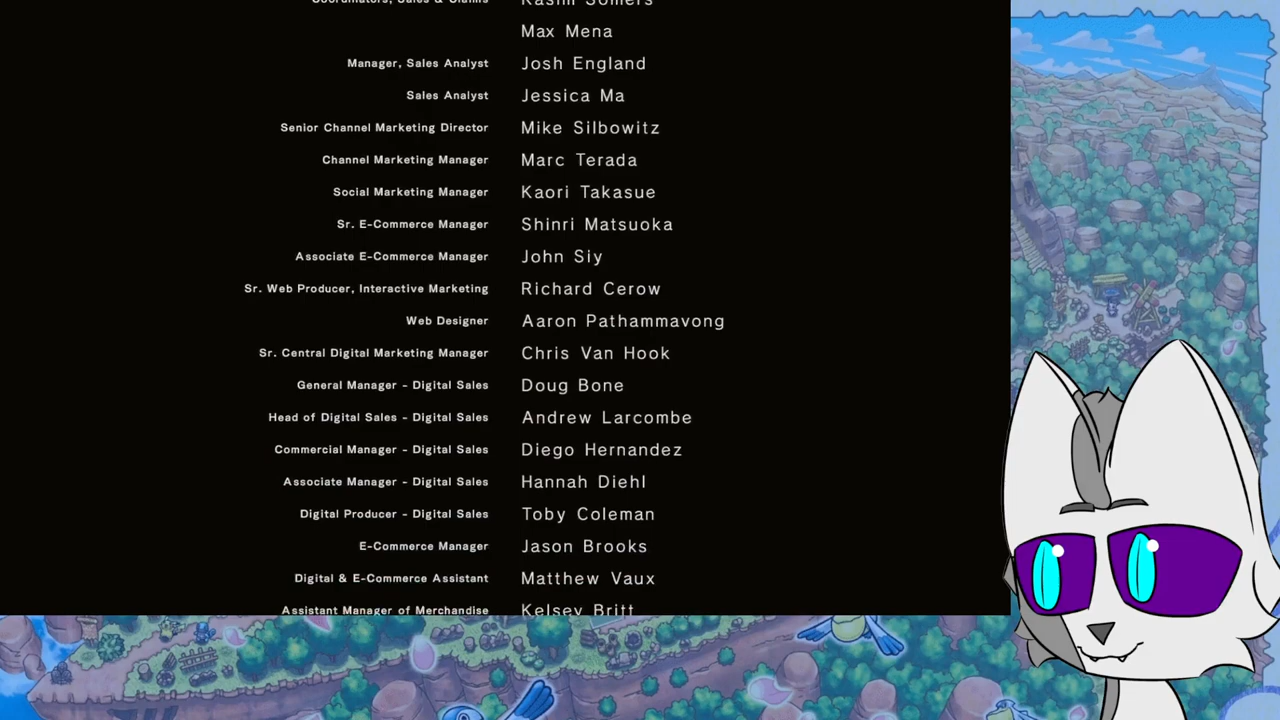 Max Mena
Manager, Sales Analyst Josh England
Sales Analyst Jessica Ma
Senior Channel Marketing Director Mike Silbowitz
Channel Marketing Manager Marc Terada
Social Marketing Manager Kaori Takasue
Sr. E-Commerce Manager Shinri Matsuoka
Associate E-Commerce Manager John Siy
Sr. Web Producer, Interactive Marketing Richard Cerow
Web Designer Aaron Pathammavong
Sr. Central Digital Marketing Manager Chris Van Hook
General Manager - Digital Sales Doug Bone
Head of Digital Sales - Digital Sales Andrew Larcombe
Commercial Manager - Digital Sales Diego Hernandez
Associate Manager - Digital Sales Hannah Diehl
Digital Producer - Digital Sales Toby Coleman
E-Commerce Manager Jason Brooks
Digital & E-Commerce Assistant Matthew Vaux
Assistant Manager of Merchandise Kelsey Britt